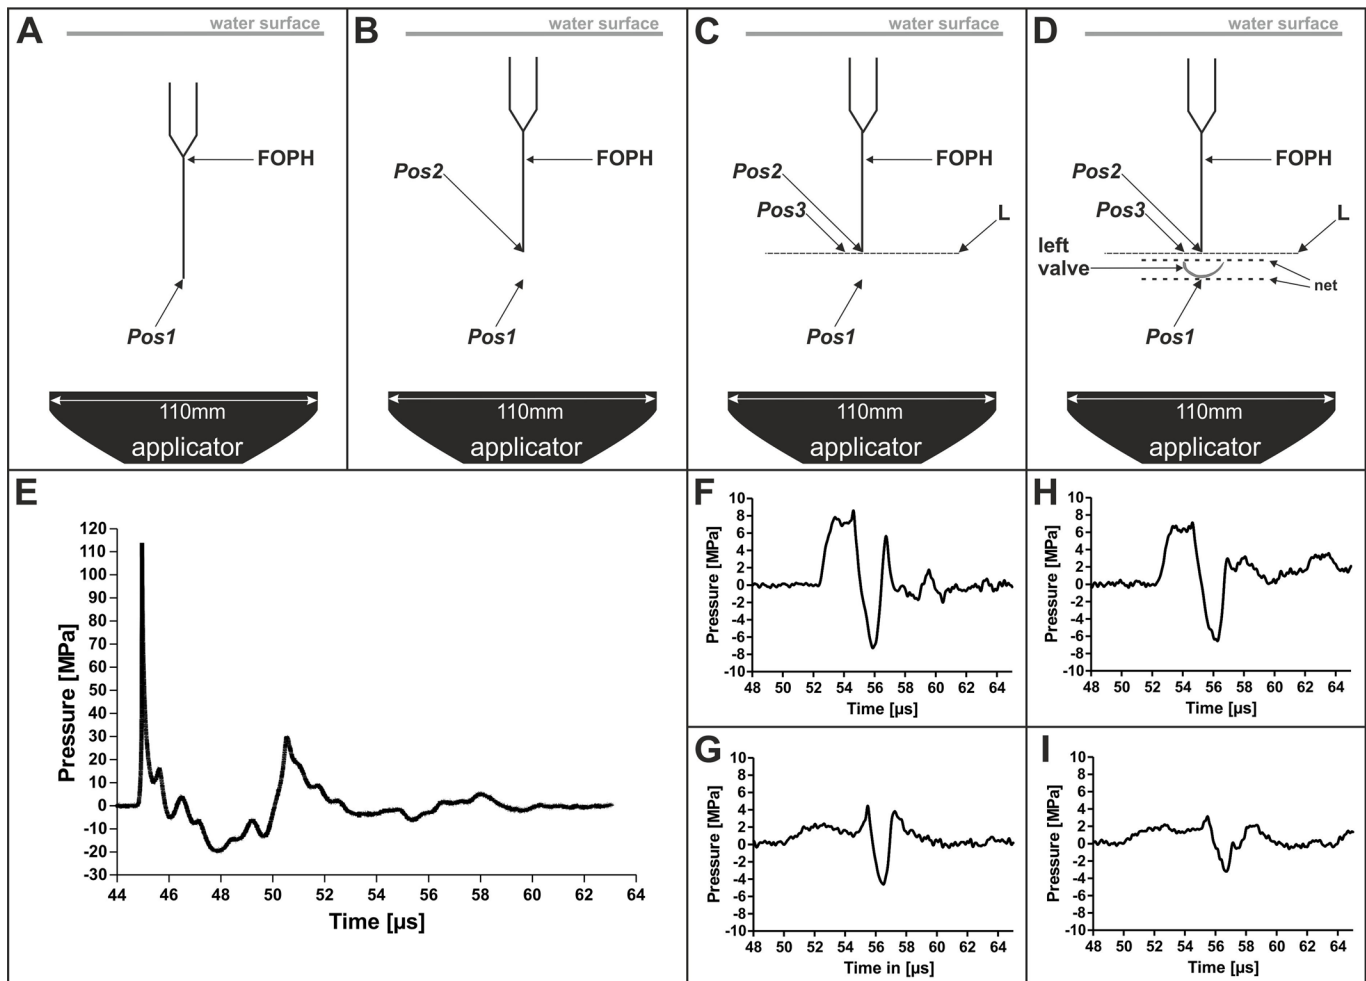 A
water surface
FOPH
Pos1
110mm
applicator
B
water surface
Pos2
FOPH
Pos1
110mm
applicator
C
water surface
Pos2
FOPH
Pos3
L
Pos1
110mm
applicator
D
water surface
Pos2
FOPH
Pos3
L
left
valve
net
Pos1
110mm
applicator
E
Pressure [MPa]
120
110
100
90
80
70
60
50
40
30
20
10
0
-10
-20
-30
44 46 48 50 52 54 56 58 60 62 64
Time [µs]
F
Pressure [MPa]
10
8
6
4
2
0
-2
-4
-6
-8
-10
48 50 52 54 56 58 60 62 64
Time [µs]
H
Pressure [MPa]
10
8
6
4
2
0
-2
-4
-6
-8
-10
48 50 52 54 56 58 60 62 64
Time [µs]
G
Pressure [MPa]
10
8
6
4
2
0
-2
-4
-6
-8
-10
48 50 52 54 56 58 60 62 64
Time in [µs]
I
Pressure [MPa]
10
8
6
4
2
0
-2
-4
-6
-8
-10
48 50 52 54 56 58 60 62 64
Time [µs]